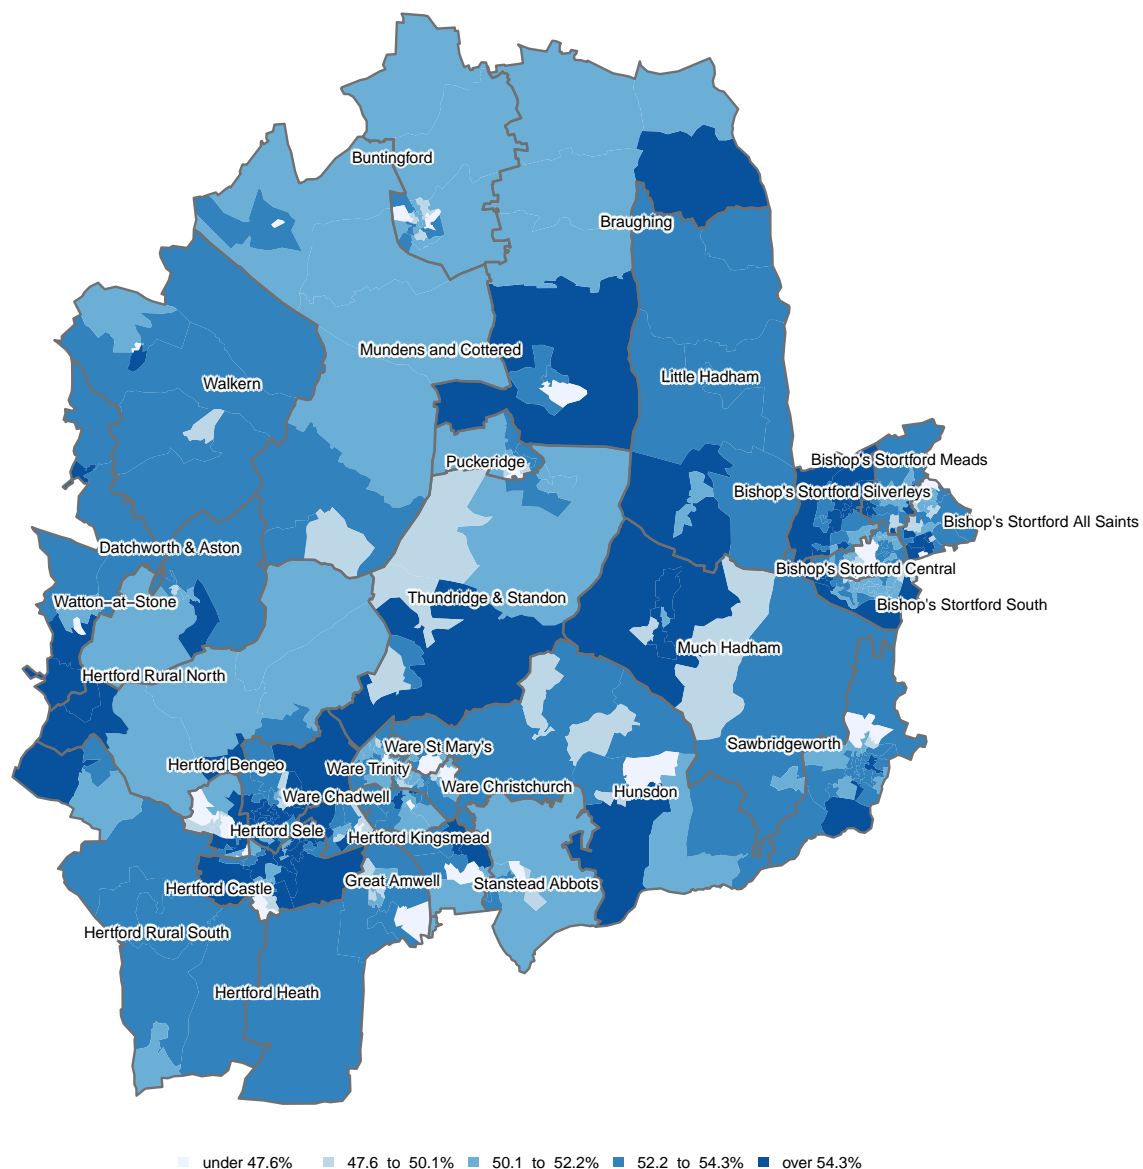 Buntingford
Braughing
Mundens and Cottered
Little Hadham
Walkern
Puckeridge
Bishop's Stortford Meads
Bishop's Stortford Silverleys
Bishop's Stortford All Saints
Datchworth & Aston
Bishop's Stortford Central
Watton−at−Stone
Thundridge & Standon
Bishop's Stortford South
Much Hadham
Hertford Rural North
Sawbridgeworth
Ware St Mary's
Hertford Bengeo
Ware Trinity
Ware Christchurch
Hunsdon
Ware Chadwell
Hertford Sele
Hertford Kingsmead
Great Amwell
Stanstead Abbots
Hertford Castle
Hertford Rural South
Hertford Heath
under 47.6% 47.6 to 50.1% 50.1 to 52.2% 52.2 to 54.3% over 54.3%